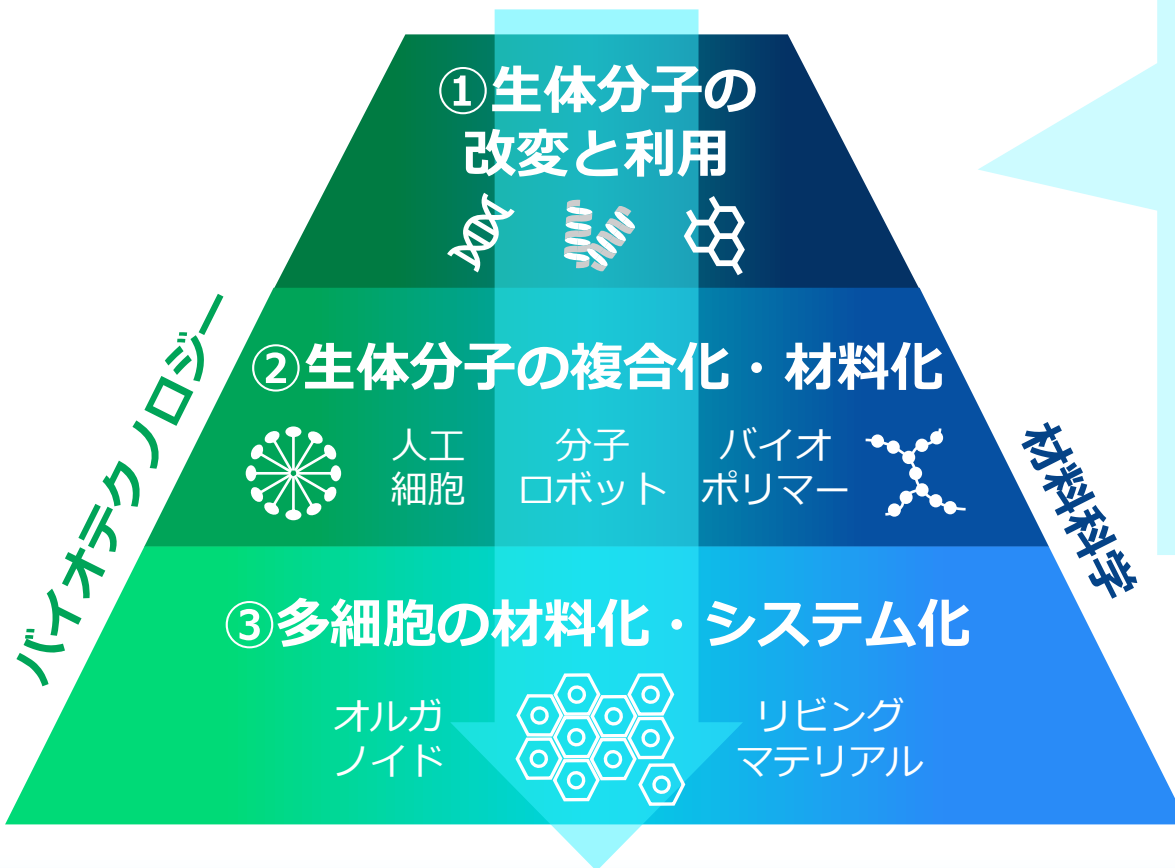 ①生体分子の
改変と利用
②生体分子の複合化・材料化
人工
細胞
分子
ロボット
バイオ
ポリマー
③多細胞の材料化・システム化
オルガ
ノイド
リビング
マテリアル
バイオテクノロジー
材料科学